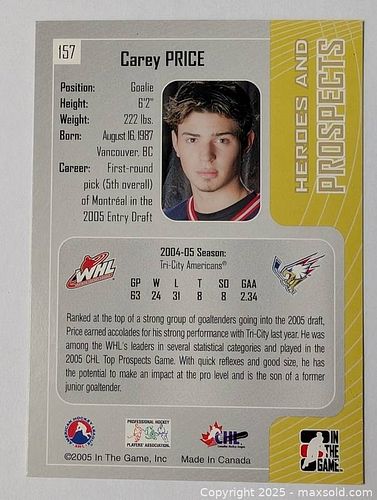 157
Carey PRICE
Position: Goalie
Height: 6'2"
Weight: 222 lbs.
Born: August 16, 1987
Vancouver, BC
Career: First-round
pick (5th overall)
of Montréal in the
2005 Entry Draft
HEROES AND
PROSPECTS
2004-05 Season:
Tri-City Americans®
WHL
GP W L T SO GAA
63 24 31 8 8 2.34
Ranked at the top of a strong group of goaltenders going into the 2005 draft,
Price earned accolades for his strong performance with Tri-City last year. He was
among the WHL's leaders in several statistical categories and played in the
2005 CHL Top Prospects Game. With quick reflexes and good size, he has
the potential to make an impact at the pro level and is the son of a former
junior goaltender.
PROFESSIONAL HOCKEY
PLAYERS' ASSOCIATION
CHL
IN
THE
GAME.
©2005 In The Game, Inc Made in Canada
Copyright 2025 - maxsold.com